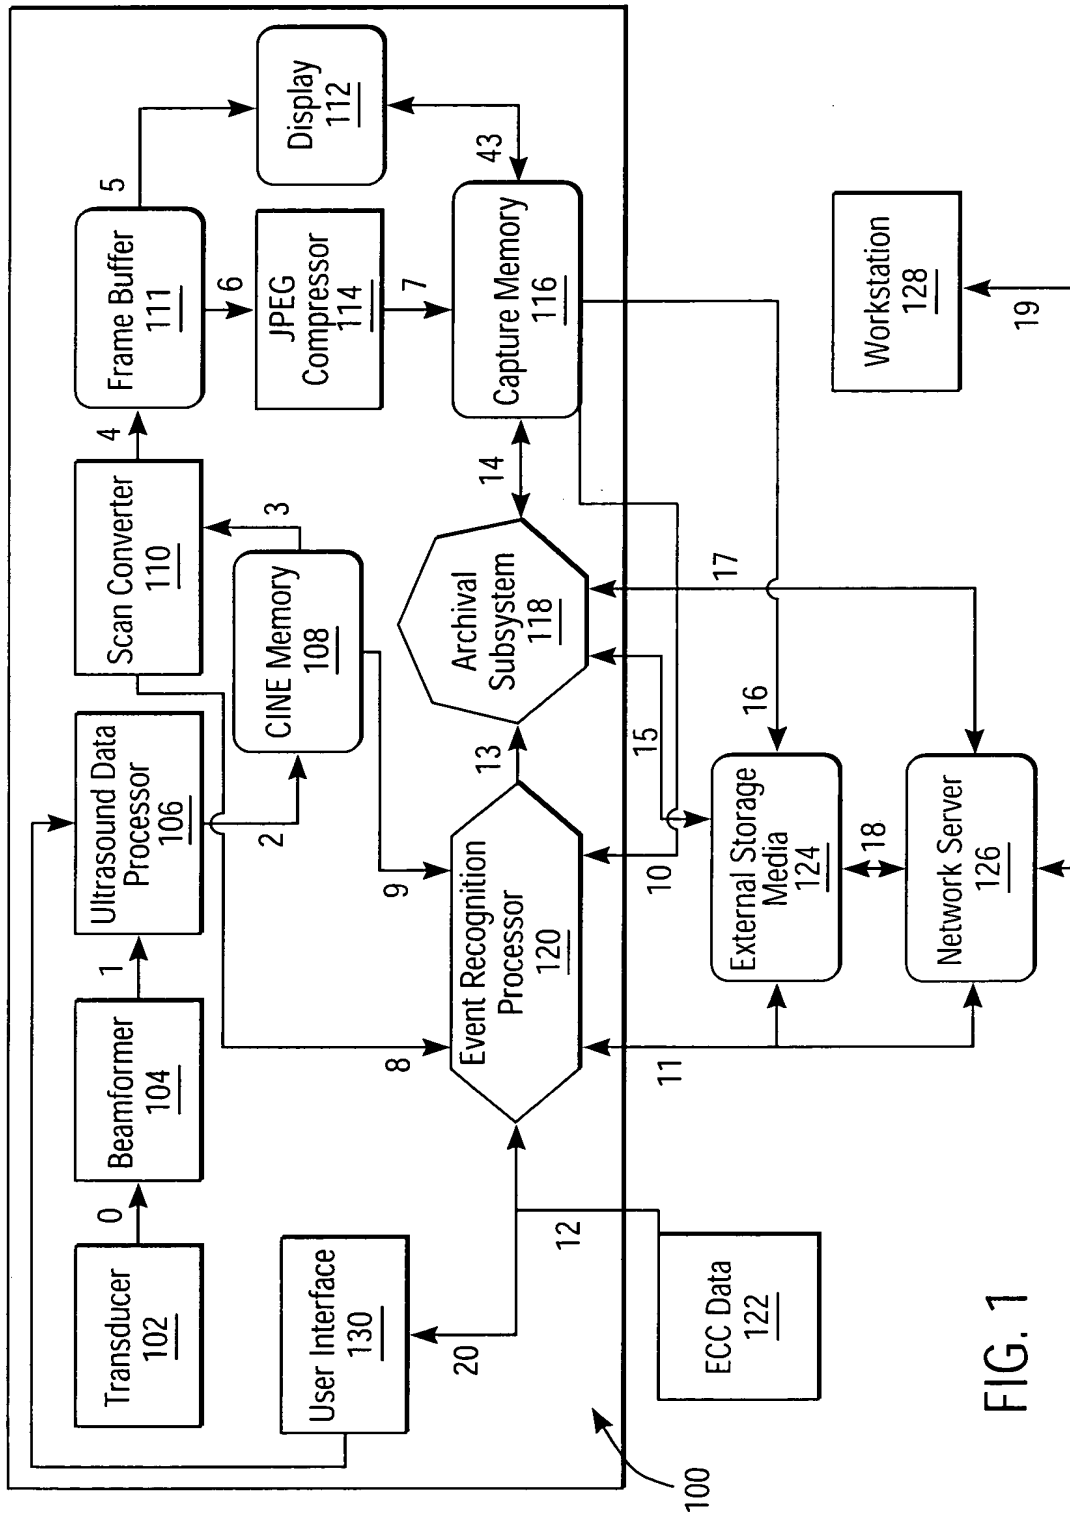 Transducer
102
0
Beamformer
104
1
Ultrasound Data
Processor
106
2
Scan Converter
110
4
Frame Buffer
111
5
6
3
CINE Memory
108
JPEG
Compressor
114
7
Display
112
43
User Interface
130
20
8
9
Event Recognition
Processor
120
13
Archival
Subsystem
118
14
Capture Memory
116
12
11
10
15
17
16
100
ECC Data
122
External Storage
Media
124
18
Network Server
126
Workstation
128
19
FIG. 1